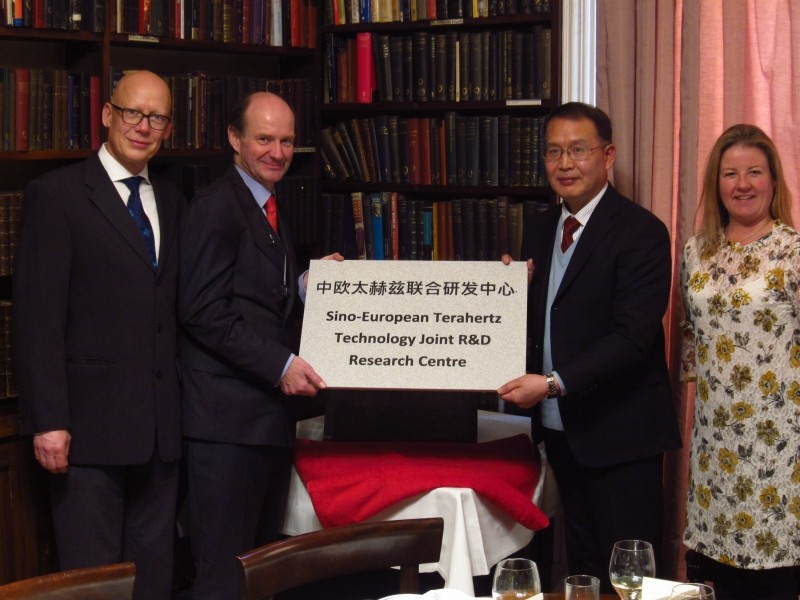 中欧太赫兹联合研发中心
Sino-European Terahertz
Technology Joint R&D
Research Centre